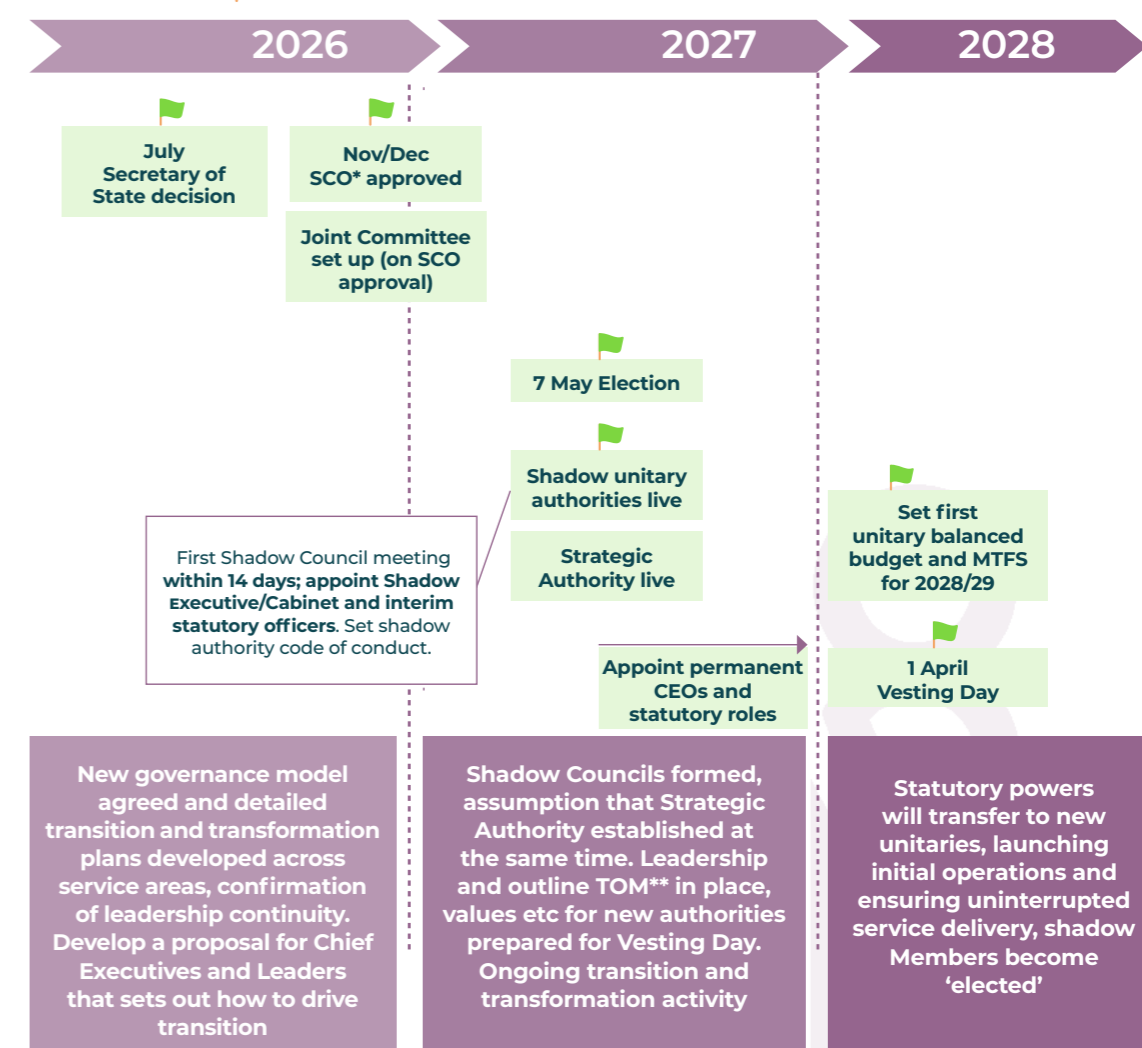 2026
2027
2028
July
Secretary of
State decision
Nov/Dec
SCO* approved
Joint Committee
set up (on SCO
approval)
7 May Election
Shadow unitary
authorities live
Strategic
Authority live
First Shadow Council meeting
within 14 days; appoint Shadow
Executive/Cabinet and interim
statutory officers. Set shadow
authority code of conduct.
Appoint permanent
CEOs and
statutory roles
Set first
unitary balanced
budget and MTFS
for 2028/29
1 April
Vesting Day
New governance model
agreed and detailed
transition and transformation
plans developed across
service areas, confirmation
of leadership continuity.
Develop a proposal for Chief
Executives and Leaders
that sets out how to drive
transition
Shadow Councils formed,
assumption that Strategic
Authority established at
the same time. Leadership
and outline TOM** in place,
values etc for new authorities
prepared for Vesting Day.
Ongoing transition and
transformation activity
Statutory powers
will transfer to new
unitaries, launching
initial operations and
ensuring uninterrupted
service delivery, shadow
Members become
‘elected’